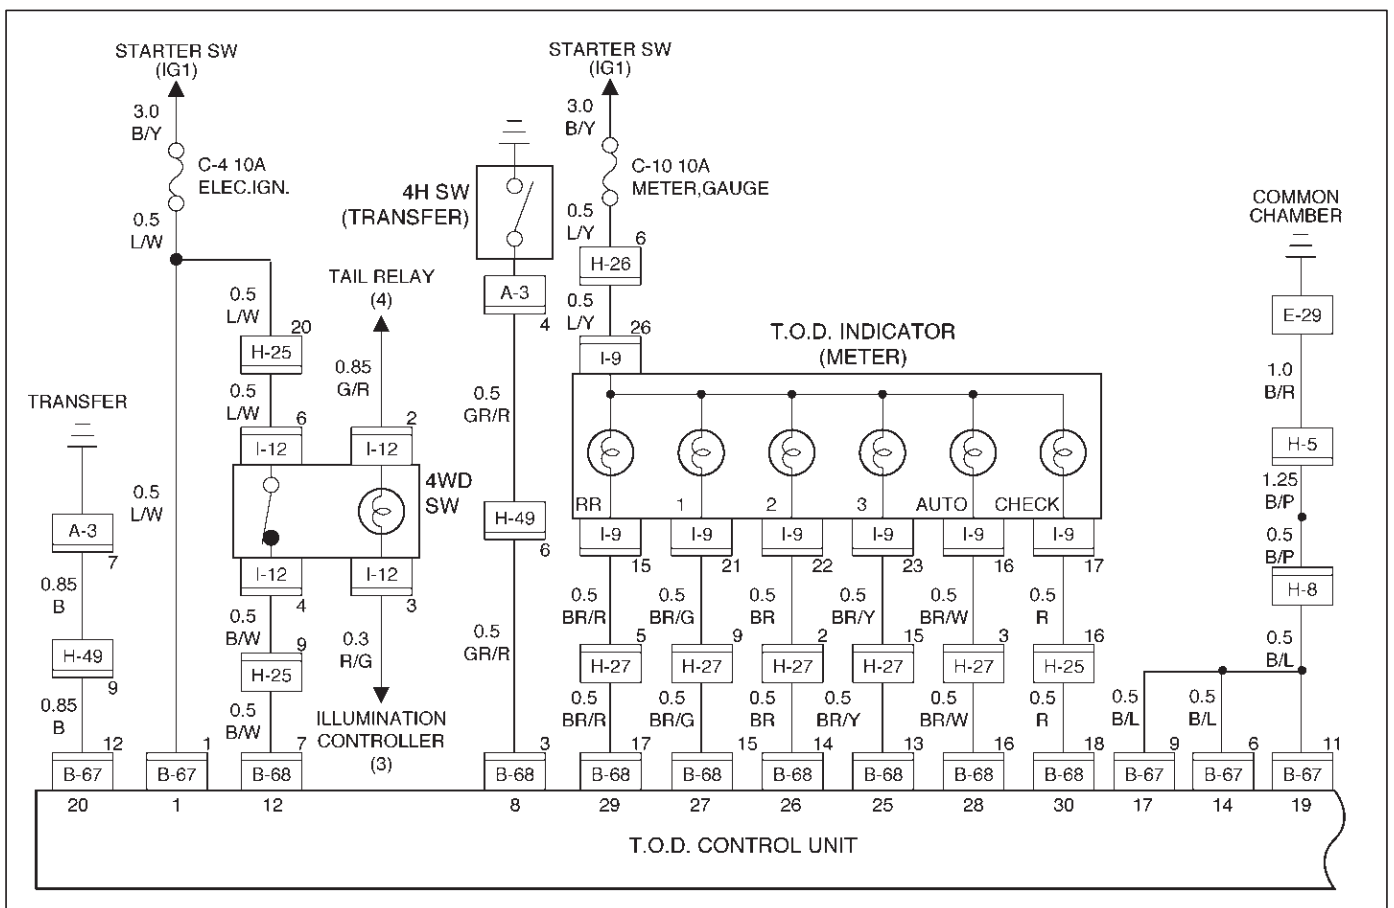 STARTER SW
(IG1)
STARTER SW
(IG1)
3.0
B/Y
3.0
B/Y
C-4 10A
ELEC.IGN.
C-10 10A
METER,GAUGE
4H SW
(TRANSFER)
0.5
L/W
0.5
L/Y
COMMON
CHAMBER
6
H-26
TAIL RELAY
(4)
A-3
4
0.5
L/W
0.5
L/Y
E-29
20
H-25
26
I-9
T.O.D. INDICATOR
(METER)
0.85
G/R
1.0
B/R
TRANSFER
0.5
L/W
0.5
GR/R
6
I-12
2
I-12
H-5
4WD
SW
0.5
L/W
1.25
B/P
RR
1
2
3
AUTO
CHECK
A-3
7
H-49
6
I-9
15
I-9
21
I-9
22
I-9
23
I-9
16
I-9
17
0.5
B/P
I-12
4
I-12
3
H-8
0.85
B
0.5
B/W
0.3
R/G
0.5
GR/R
0.5
BR/R
0.5
BR/G
0.5
BR
0.5
BR/Y
0.5
BR/W
0.5
R
0.5
B/L
H-49
9
9
H-25
5
H-27
9
H-27
2
H-27
15
H-27
3
H-27
16
H-25
0.85
B
0.5
B/W
ILLUMINATION
CONTROLLER
(3)
0.5
BR/R
0.5
BR/G
0.5
BR
0.5
BR/Y
0.5
BR/W
0.5
R
0.5
B/L
0.5
B/L
12
1
7
3
17
15
14
13
16
18
9
6
11
B-67
B-67
B-68
B-68
B-68
B-68
B-68
B-68
B-68
B-68
B-67
B-67
B-67
20
1
12
8
29
27
26
25
28
30
17
14
19
T.O.D. CONTROL UNIT